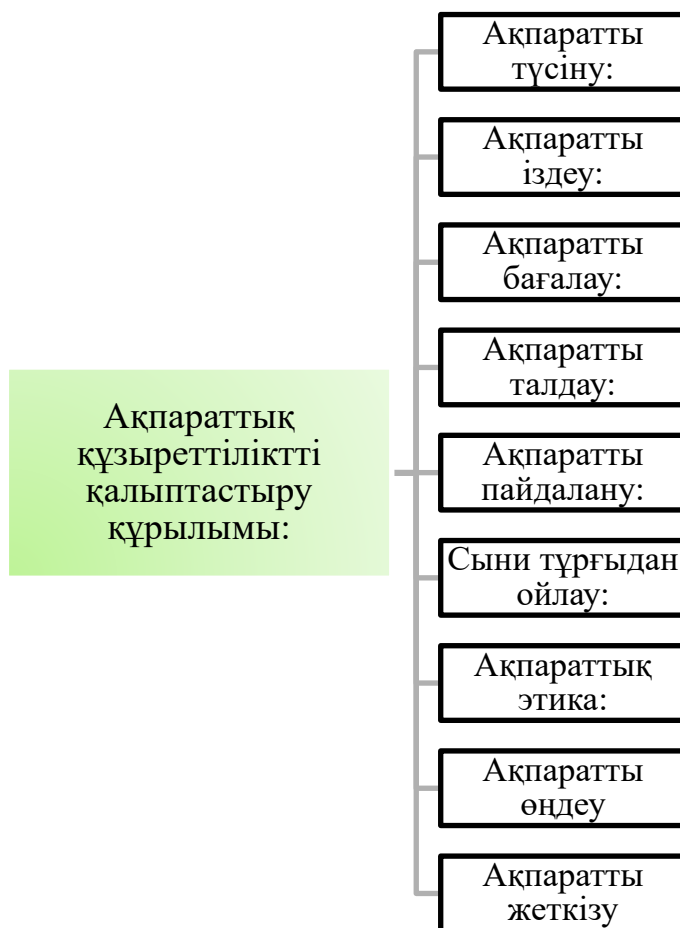 Ақпаратты
түсіну:
Ақпаратты
іздеу:
Ақпаратты
бағалау:
Ақпаратты
талдау:
Ақпараттық
құзыреттіліктті
қалыптастыру
құрылымы:
Ақпаратты
пайдалану:
Сыни тұрғыдан
ойлау:
Ақпараттық
этика:
Ақпаратты
өңдеу
Ақпаратты
жеткізу